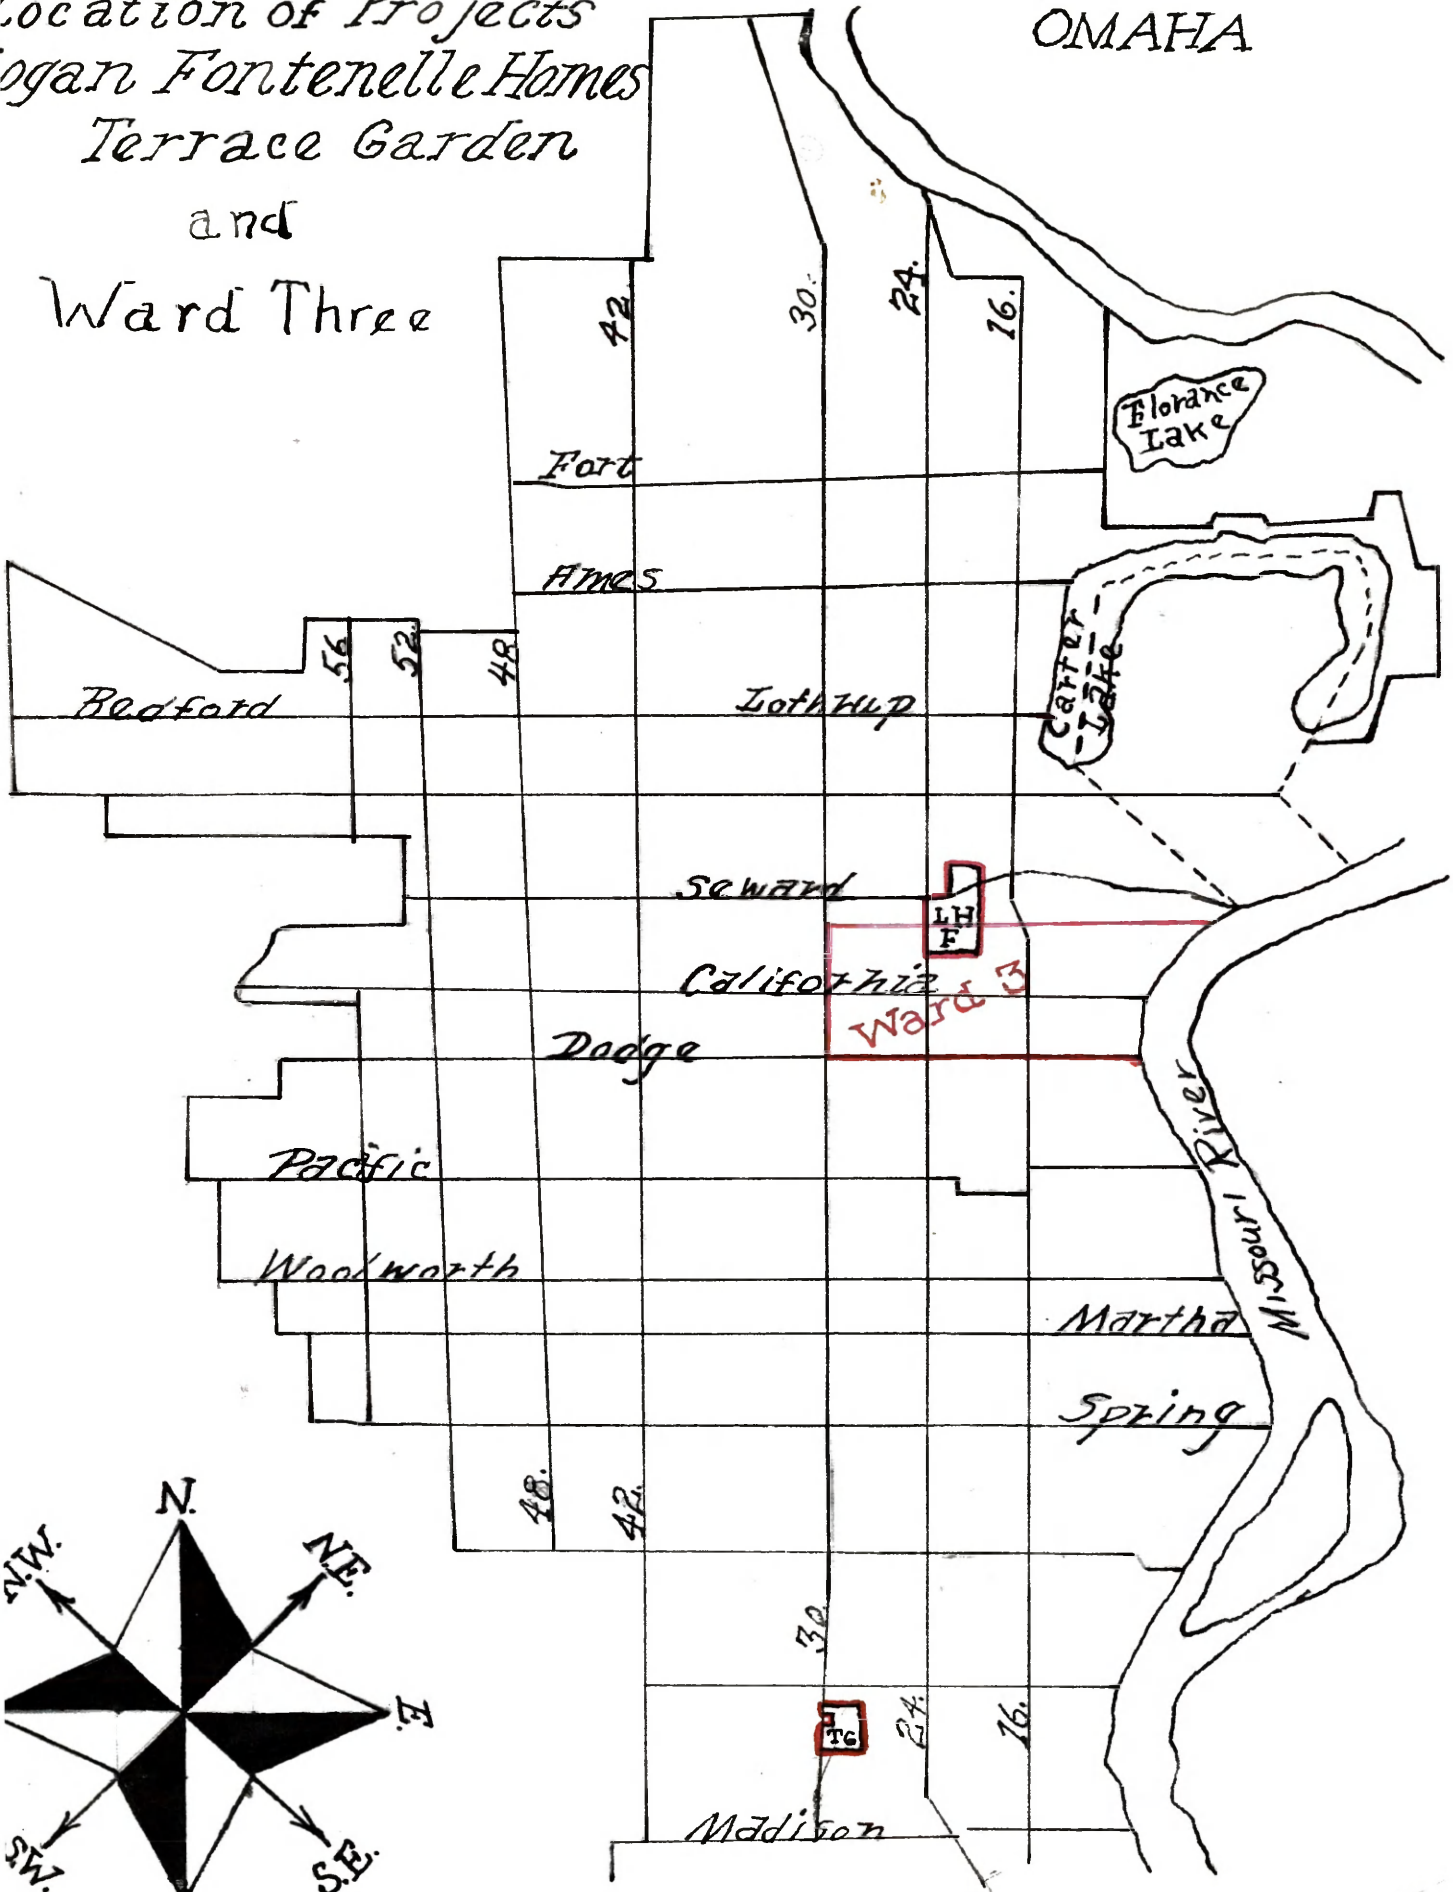 Location of Projects
ogan Fontenelle Homes
Terrace Garden
and
Ward Three
OMAHA
42.
30.
24.
16.
Florance
Lake
Fort
Ames
56
52.
48
Bedford
Lothrup
Carter
Lake
Seward
LH
F
California
Ward 3
Dodge
Missouri River
Pacific
Woolworth
Martha
Spring
48.
42.
30.
24.
16.
TG
Madison
N.
N.W.
N.E.
E.
S.W.
S.E.